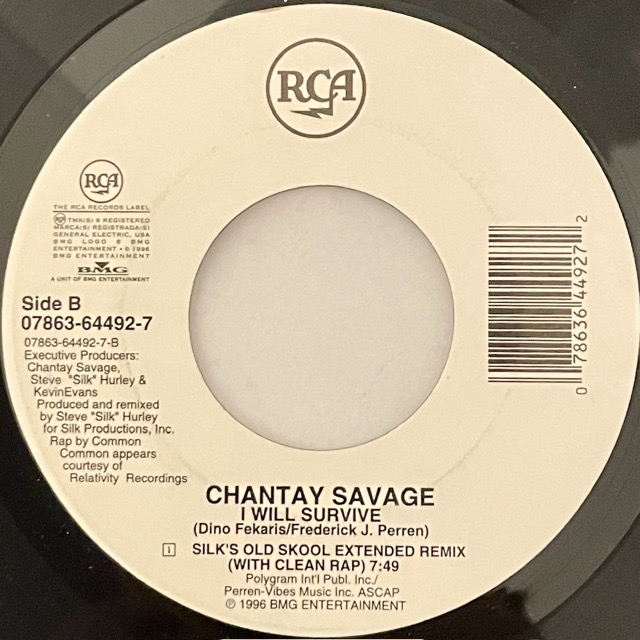 RCA
RCA
THE RCA RECORDS LABEL
TMK(S) ® REGISTERED
MARCA(S) REGISTRADA(S)
GENERAL ELECTRIC, USA
BMG LOGO ® BMG
ENTERTAINMENT • © 1996
BMG ENTERTAINMENT
BMG
A UNIT OF BMG ENTERTAINMENT
Side B
07863-64492-7
07863-64492-7-B
Executive Producers:
Chantay Savage,
Steve "Silk" Hurley &
KevinEvans
Produced and remixed
by Steve "Silk" Hurley
for Silk Productions, Inc.
Rap by Common
Common appears
courtesy of
Relativity Recordings
0 78636 44927 2
CHANTAY SAVAGE
I WILL SURVIVE
(Dino Fekaris/Frederick J. Perren)
1 SILK'S OLD SKOOL EXTENDED REMIX
(WITH CLEAN RAP) 7:49
Polygram Int'l Publ. Inc./
Perren-Vibes Music Inc. ASCAP
℗ 1996 BMG ENTERTAINMENT